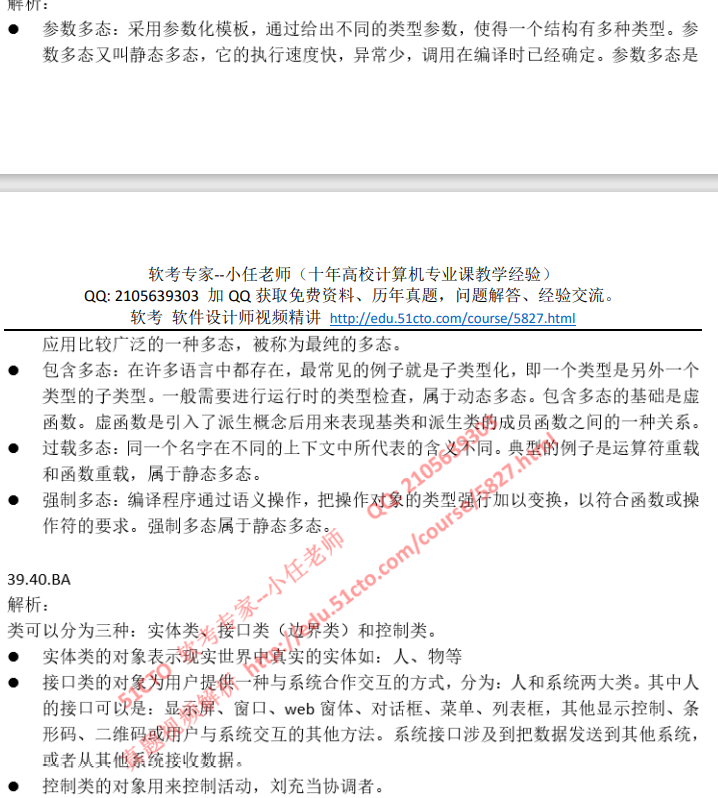 解析：
● 参数多态：采用参数化模板，通过给出不同的类型参数，使得一个结构有多种类型。参
数多态又叫静态多态，它的执行速度快，异常少，调用在编译时已经确定。参数多态是
软考专家--小任老师（十年高校计算机专业课教学经验）
QQ: 2105639303 加 QQ 获取免费资料、历年真题，问题解答、经验交流。
软考 软件设计师视频精讲 http://edu.51cto.com/course/5827.html
应用比较广泛的一种多态，被称为最纯的多态。
● 包含多态：在许多语言中都存在，最常见的例子就是子类型化，即一个类型是另外一个
类型的子类型。一般需要进行运行时的类型检查，属于动态多态。包含多态的基础是虚
函数。虚函数是引入了派生概念后用来表现基类和派生类的成员函数之间的一种关系。
● 过载多态：同一个名字在不同的上下文中所代表的含义不同。典型的例子是运算符重载
和函数重载，属于静态多态。
● 强制多态：编译程序通过语义操作，把操作对象的类型强行加以变换，以符合函数或操
作符的要求。强制多态属于静态多态。
39.40.BA
解析：
类可以分为三种：实体类、接口类（边界类）和控制类。
● 实体类的对象表示现实世界中真实的实体如：人、物等
● 接口类的对象为用户提供一种与系统合作交互的方式，分为：人和系统两大类。其中人
的接口可以是：显示屏、窗口、web 窗体、对话框、菜单、列表框，其他显示控制、条
形码、二维码或用户与系统交互的其他方法。系统接口涉及到把数据发送到其他系统，
或者从其他系统接收数据。
● 控制类的对象用来控制活动，刘充当协调者。
51CTO 软考专家--小任老师 QQ 2105639303
真题视频解析 http://edu.51cto.com/course/5827.html